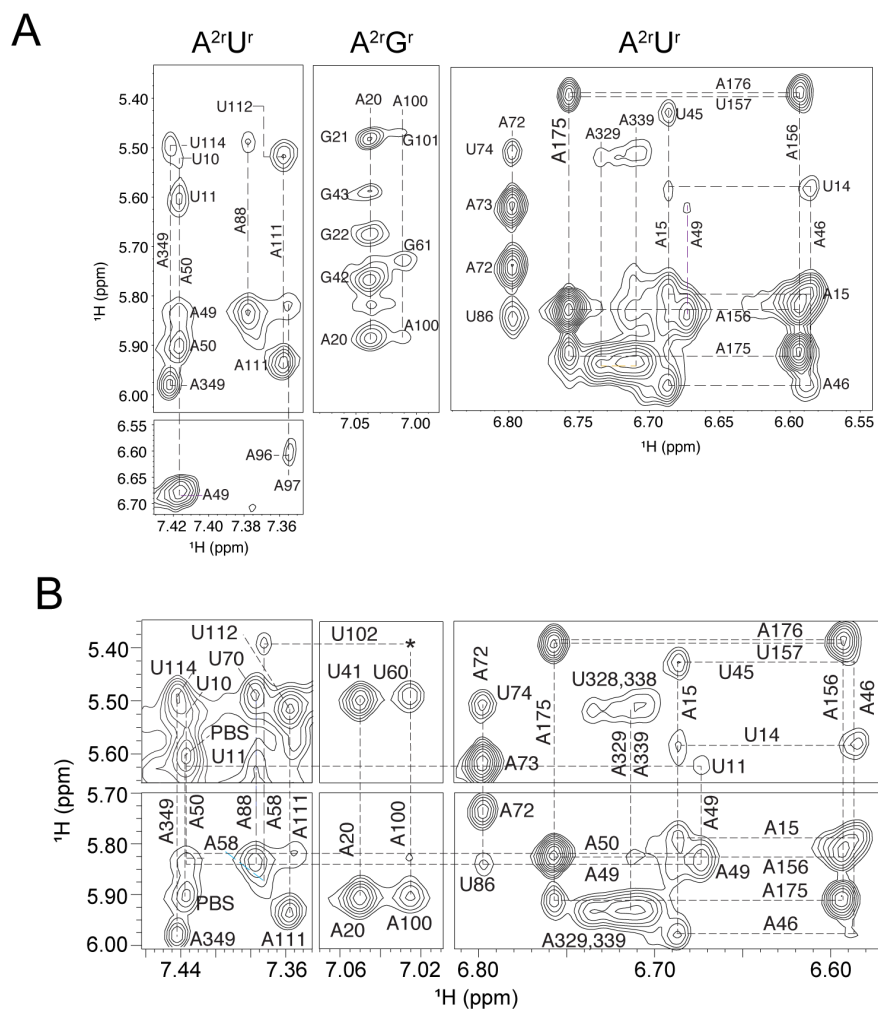 A
A²ʳUʳ
A²ʳGʳ
A²ʳUʳ
¹H (ppm)
5.40
5.50
5.60
5.70
5.80
5.90
6.00
U112
U114
U10
U11
A349
A50
A88
A111
A49
A50
A349
A111
6.55
6.60
6.65
6.70
A49
A96
A97
7.42 7.40 7.38 7.36
¹H (ppm)
A20 A100
G21
G101
G43
G22
G61
G42
A20
A100
7.05 7.00
A72
U74
A73
A72
U86
A175
A329
A339
U45
A176
U157
A156
A15
A49
U14
A46
A15
A156
A175
A46
6.80 6.75 6.70 6.65 6.60 6.55
¹H (ppm)
B
¹H (ppm)
5.40
5.50
5.60
5.70
5.80
5.90
6.00
U112
U102
*
U114
U70
U10
PBS
U11
A349
A50
A88
A58
A111
A58
PBS
A349
A111
7.44 7.36
U41 U60
A20
A100
A20
A100
7.06 7.02
A72
U74
A73
A72
U86
A175
U328,338
A329
A339
A15
A176
U157
U45
A156
A46
U14
U11
A49
A50
A49
A49
A15
A156
A175
A46
A329,339
6.80 6.70 6.60
¹H (ppm)